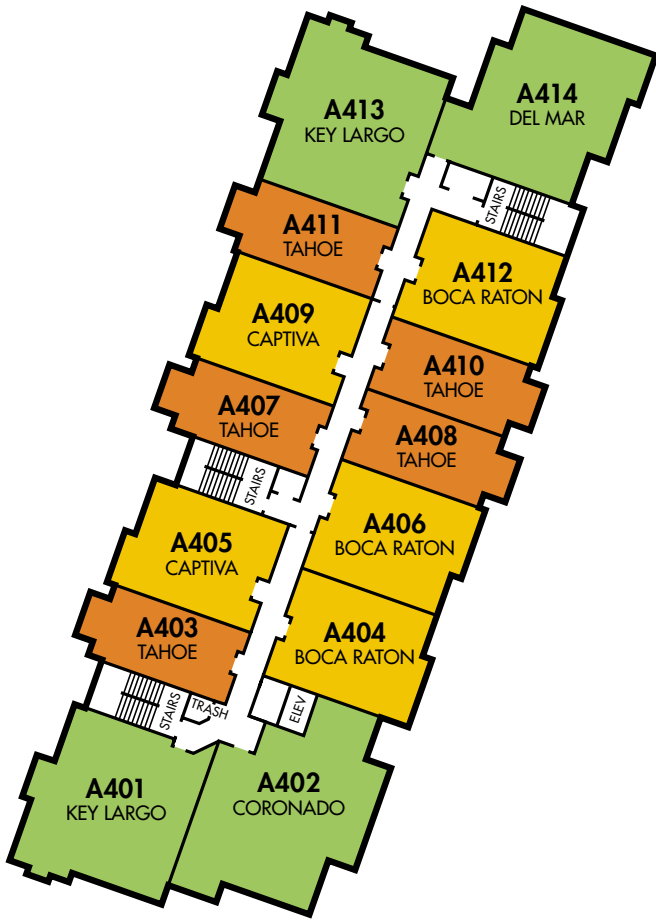 A414
DEL MAR
A413
KEY LARGO
STAIRS
A411
TAHOE
A412
BOCA RATON
A409
CAPTIVA
A410
TAHOE
A407
TAHOE
A408
TAHOE
STAIRS
A406
BOCA RATON
A405
CAPTIVA
A403
TAHOE
A404
BOCA RATON
STAIRS
TRASH
ELEV
A401
KEY LARGO
A402
CORONADO